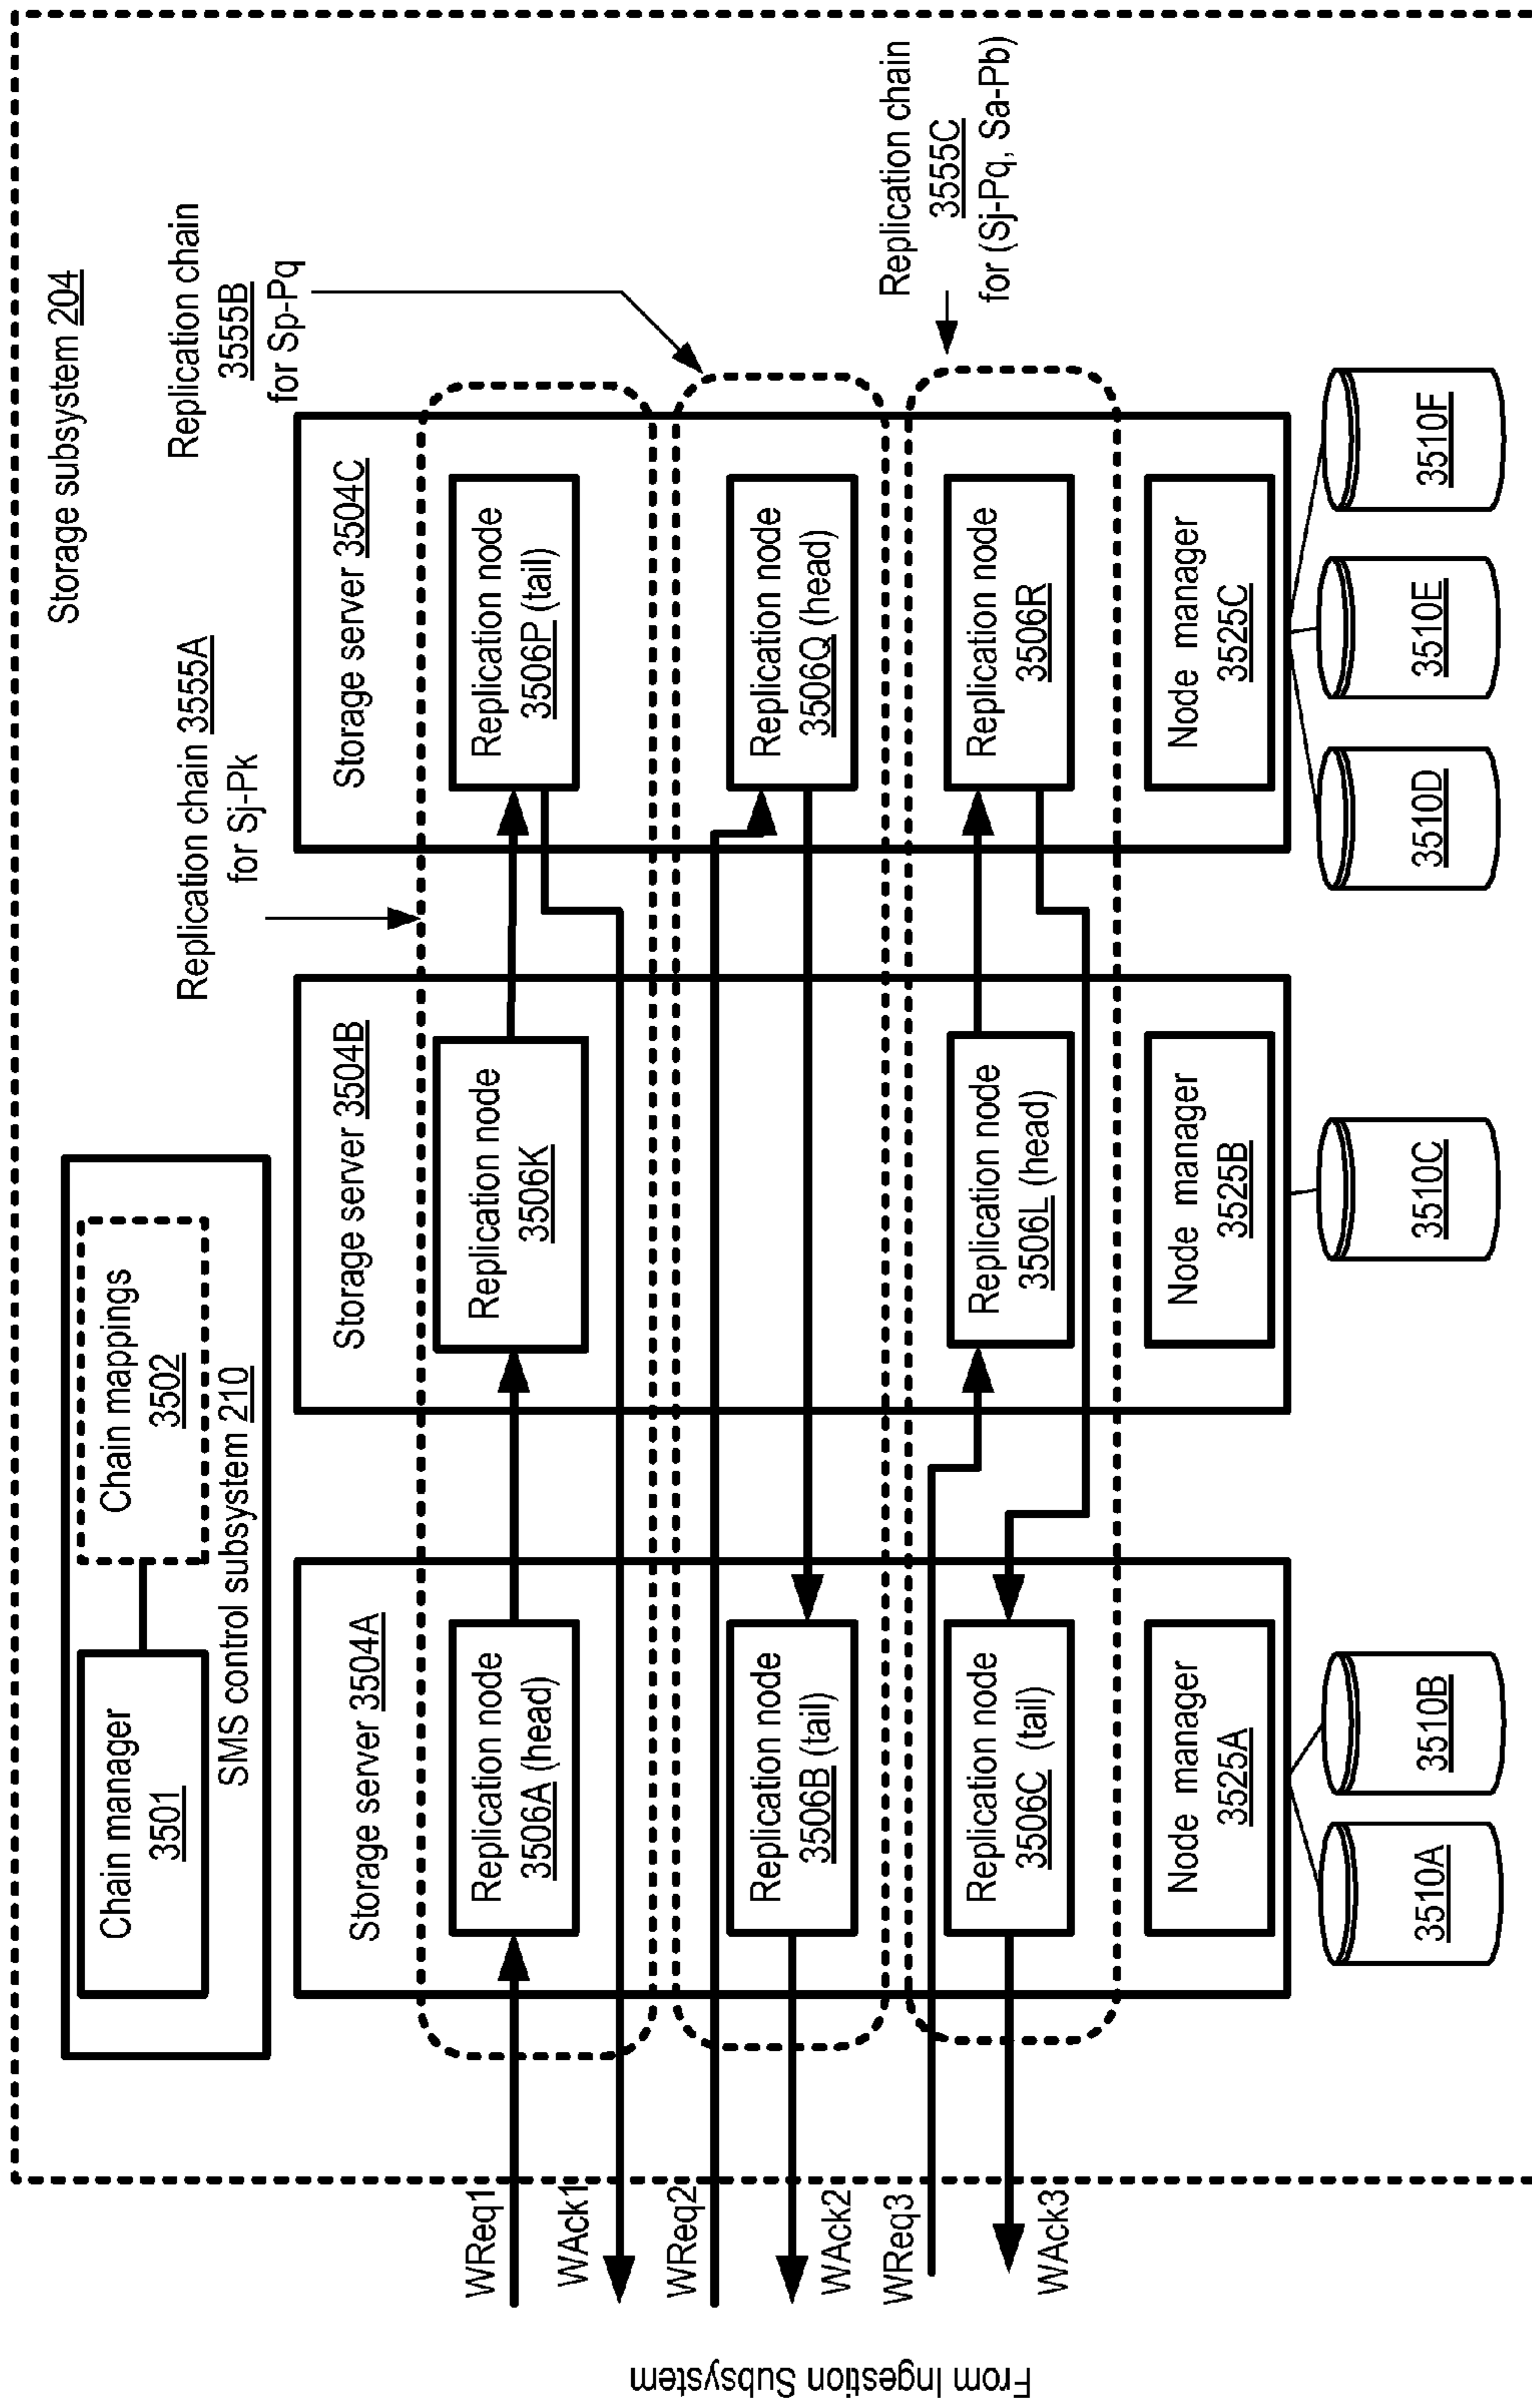 Storage subsystem 204
Chain manager
3501
Chain mappings
3502
SMS control subsystem 210
Replication chain 3555A
for Sj-Pk
Replication chain
3555B
for Sp-Pq
Replication chain
3555C
for (Sj-Pq, Sa-Pb)
Storage server 3504A
Replication node
3506A (head)
Replication node
3506B (tail)
Replication node
3506C (tail)
Node manager
3525A
3510A
3510B
Storage server 3504B
Replication node
3506K
Replication node
3506L (head)
Node manager
3525B
3510C
Storage server 3504C
Replication node
3506P (tail)
Replication node
3506Q (head)
Replication node
3506R
Node manager
3525C
3510D
3510E
3510F
WReq1
WAck1
WReq2
WAck2
WReq3
WAck3
From Ingestion Subsystem